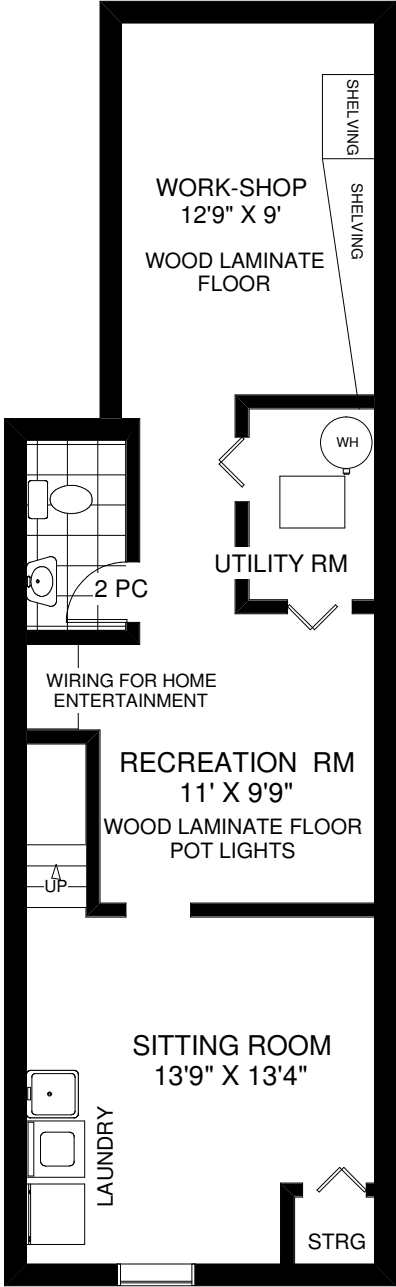 SHELVING
SHELVING
WORK-SHOP
12'9" X 9'
WOOD LAMINATE
FLOOR
WH
UTILITY RM
2 PC
WIRING FOR HOME
ENTERTAINMENT
RECREATION RM
11' X 9'9"
WOOD LAMINATE FLOOR
POT LIGHTS
UP
SITTING ROOM
13'9" X 13'4"
LAUNDRY
STRG